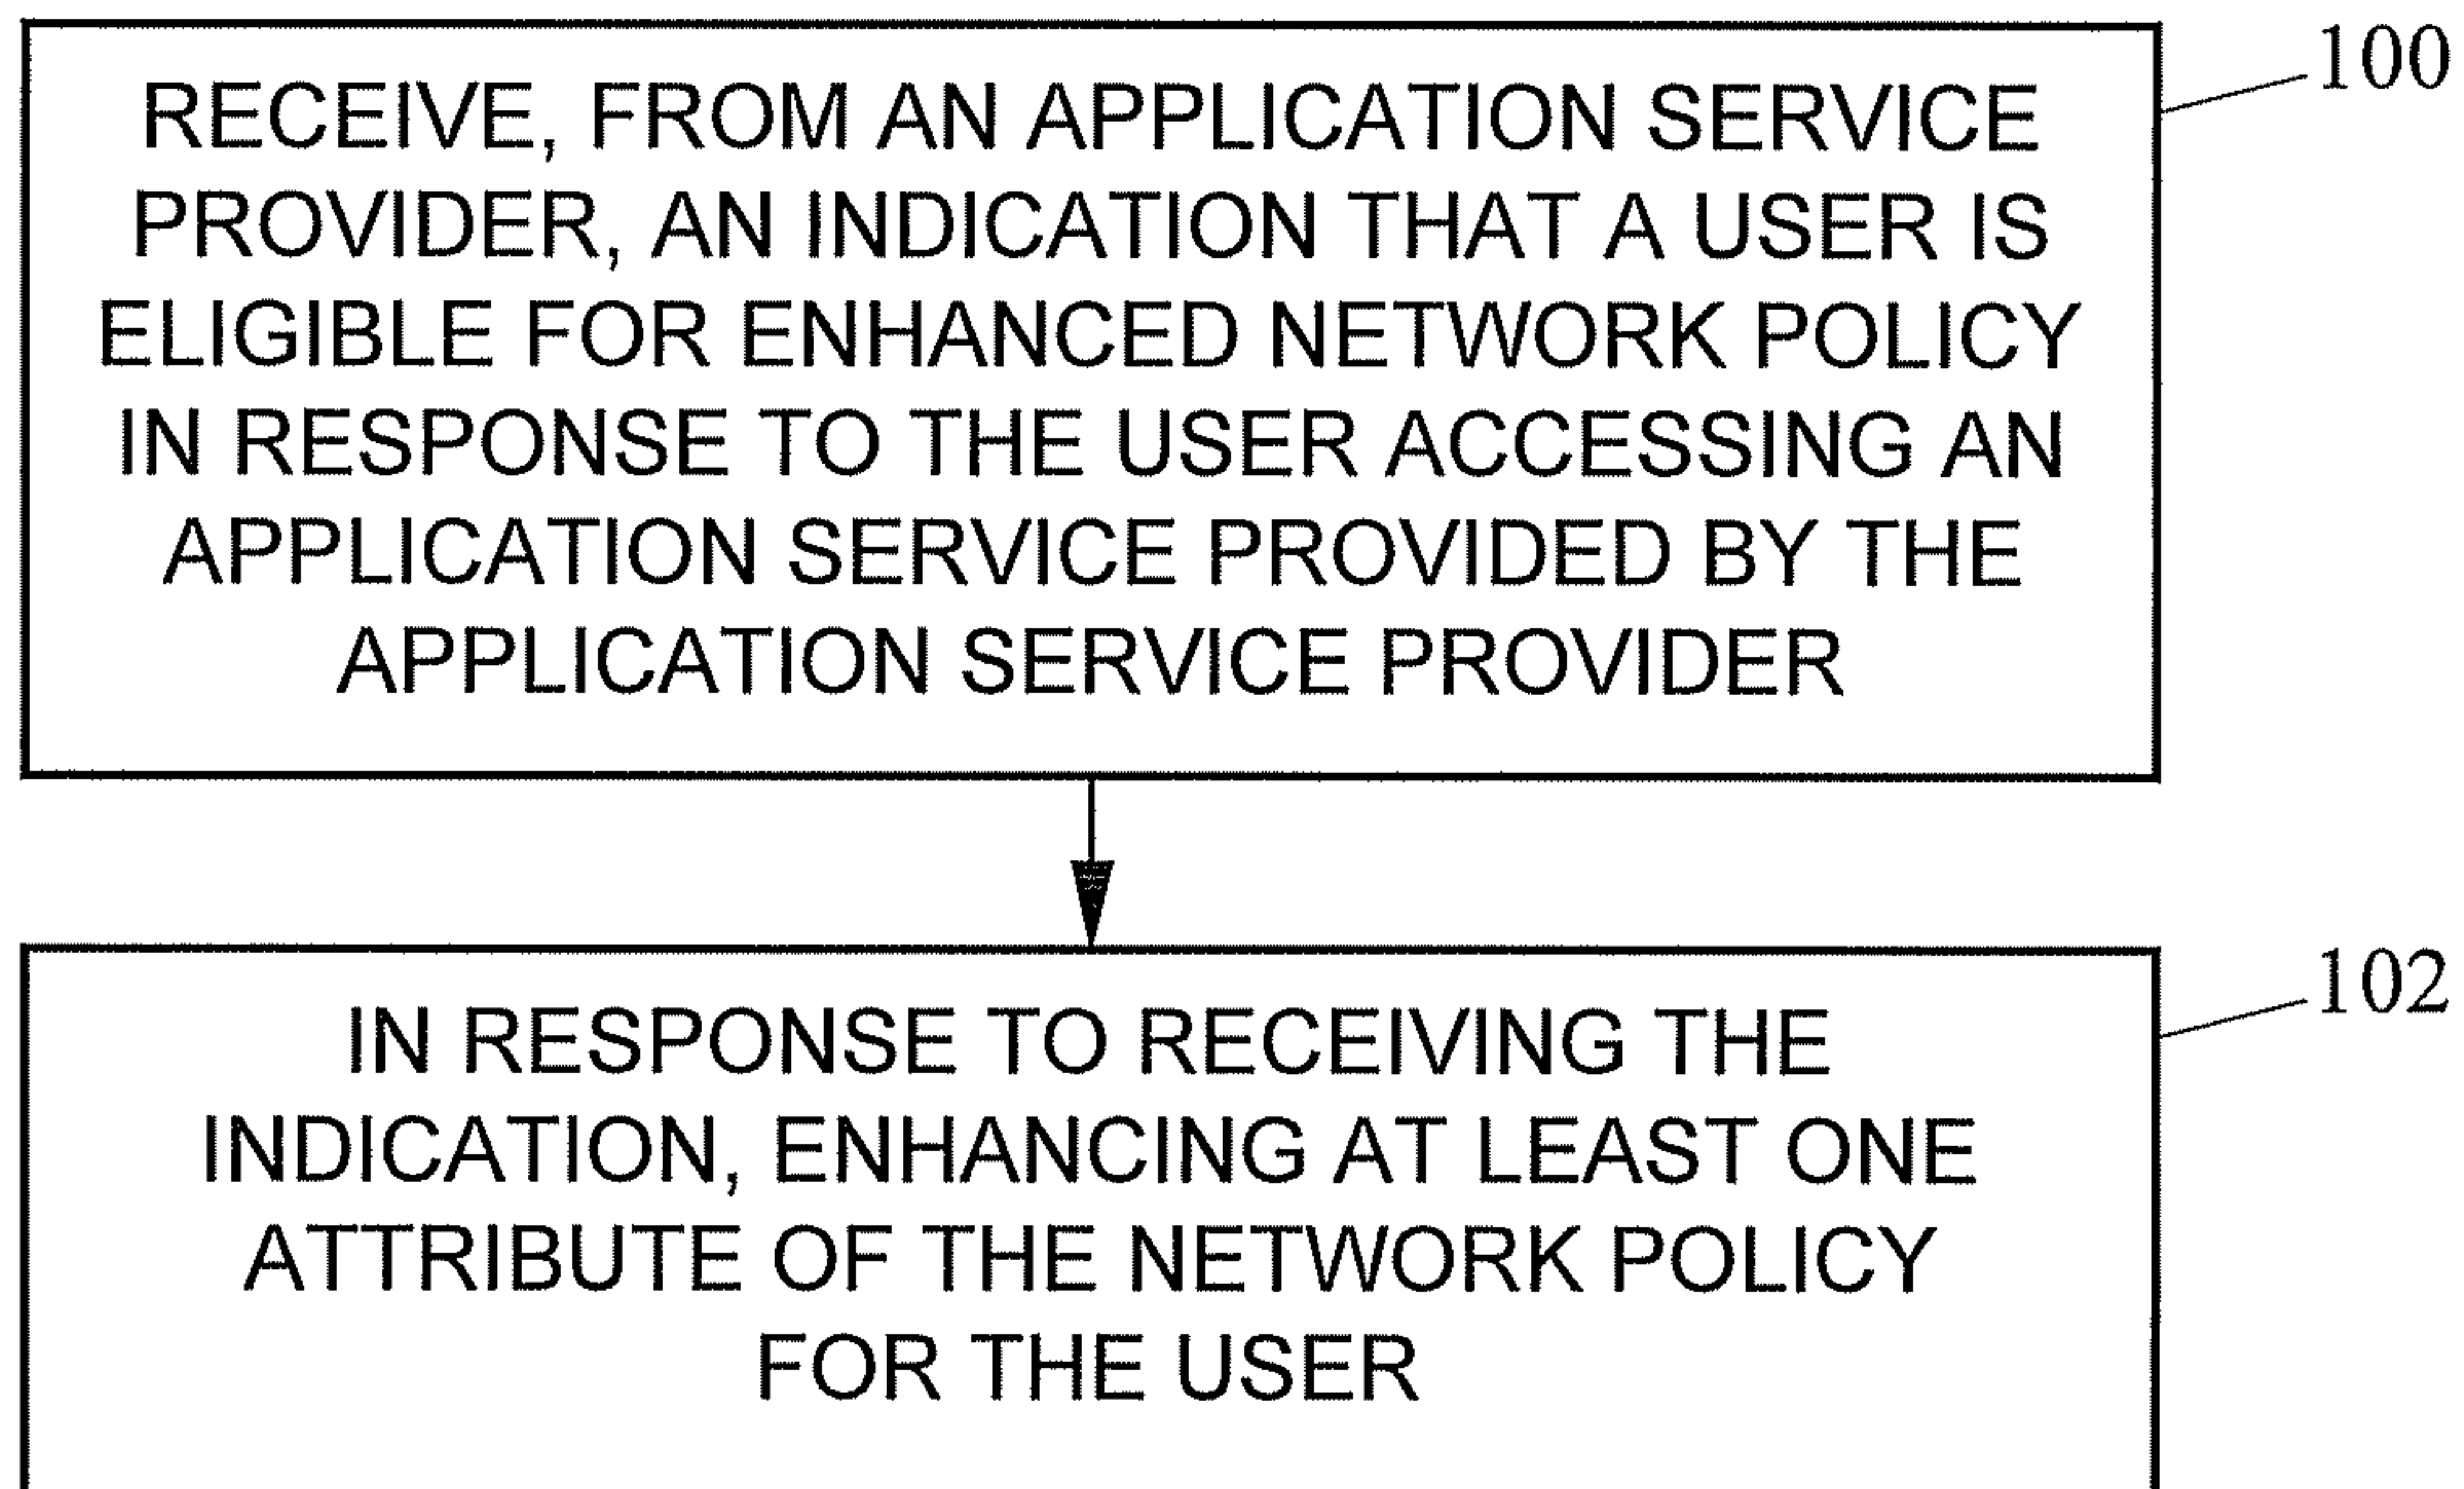 RECEIVE, FROM AN APPLICATION SERVICE
PROVIDER, AN INDICATION THAT A USER IS
ELIGIBLE FOR ENHANCED NETWORK POLICY
IN RESPONSE TO THE USER ACCESSING AN
APPLICATION SERVICE PROVIDED BY THE
APPLICATION SERVICE PROVIDER
100
IN RESPONSE TO RECEIVING THE
INDICATION, ENHANCING AT LEAST ONE
ATTRIBUTE OF THE NETWORK POLICY
FOR THE USER
102